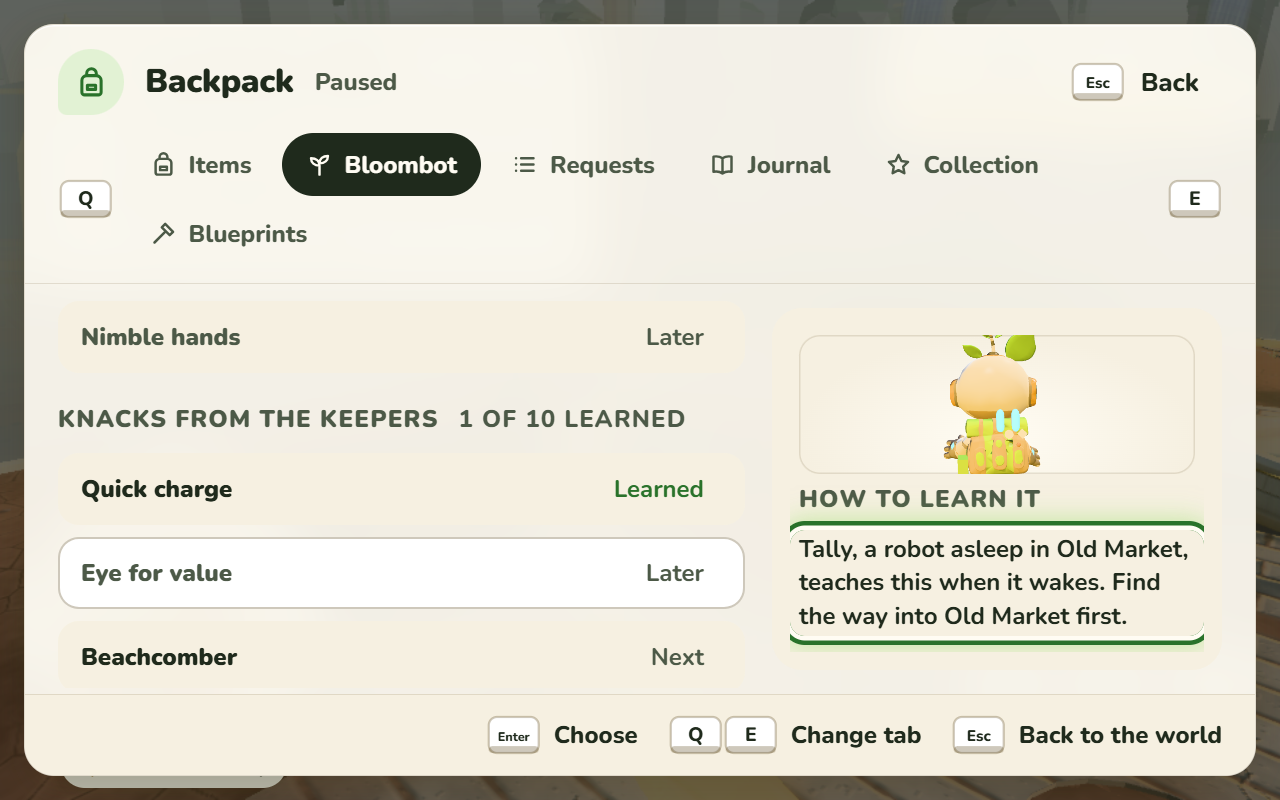 Backpack Paused
Esc Back
Items Bloombot Requests Journal Collection
Q
E
Blueprints
Nimble hands Later
KNACKS FROM THE KEEPERS 1 OF 10 LEARNED
Quick charge Learned
Eye for value Later
Beachcomber Next
HOW TO LEARN IT
Tally, a robot asleep in Old Market,
teaches this when it wakes. Find
the way into Old Market first.
Enter Choose Q E Change tab Esc Back to the world